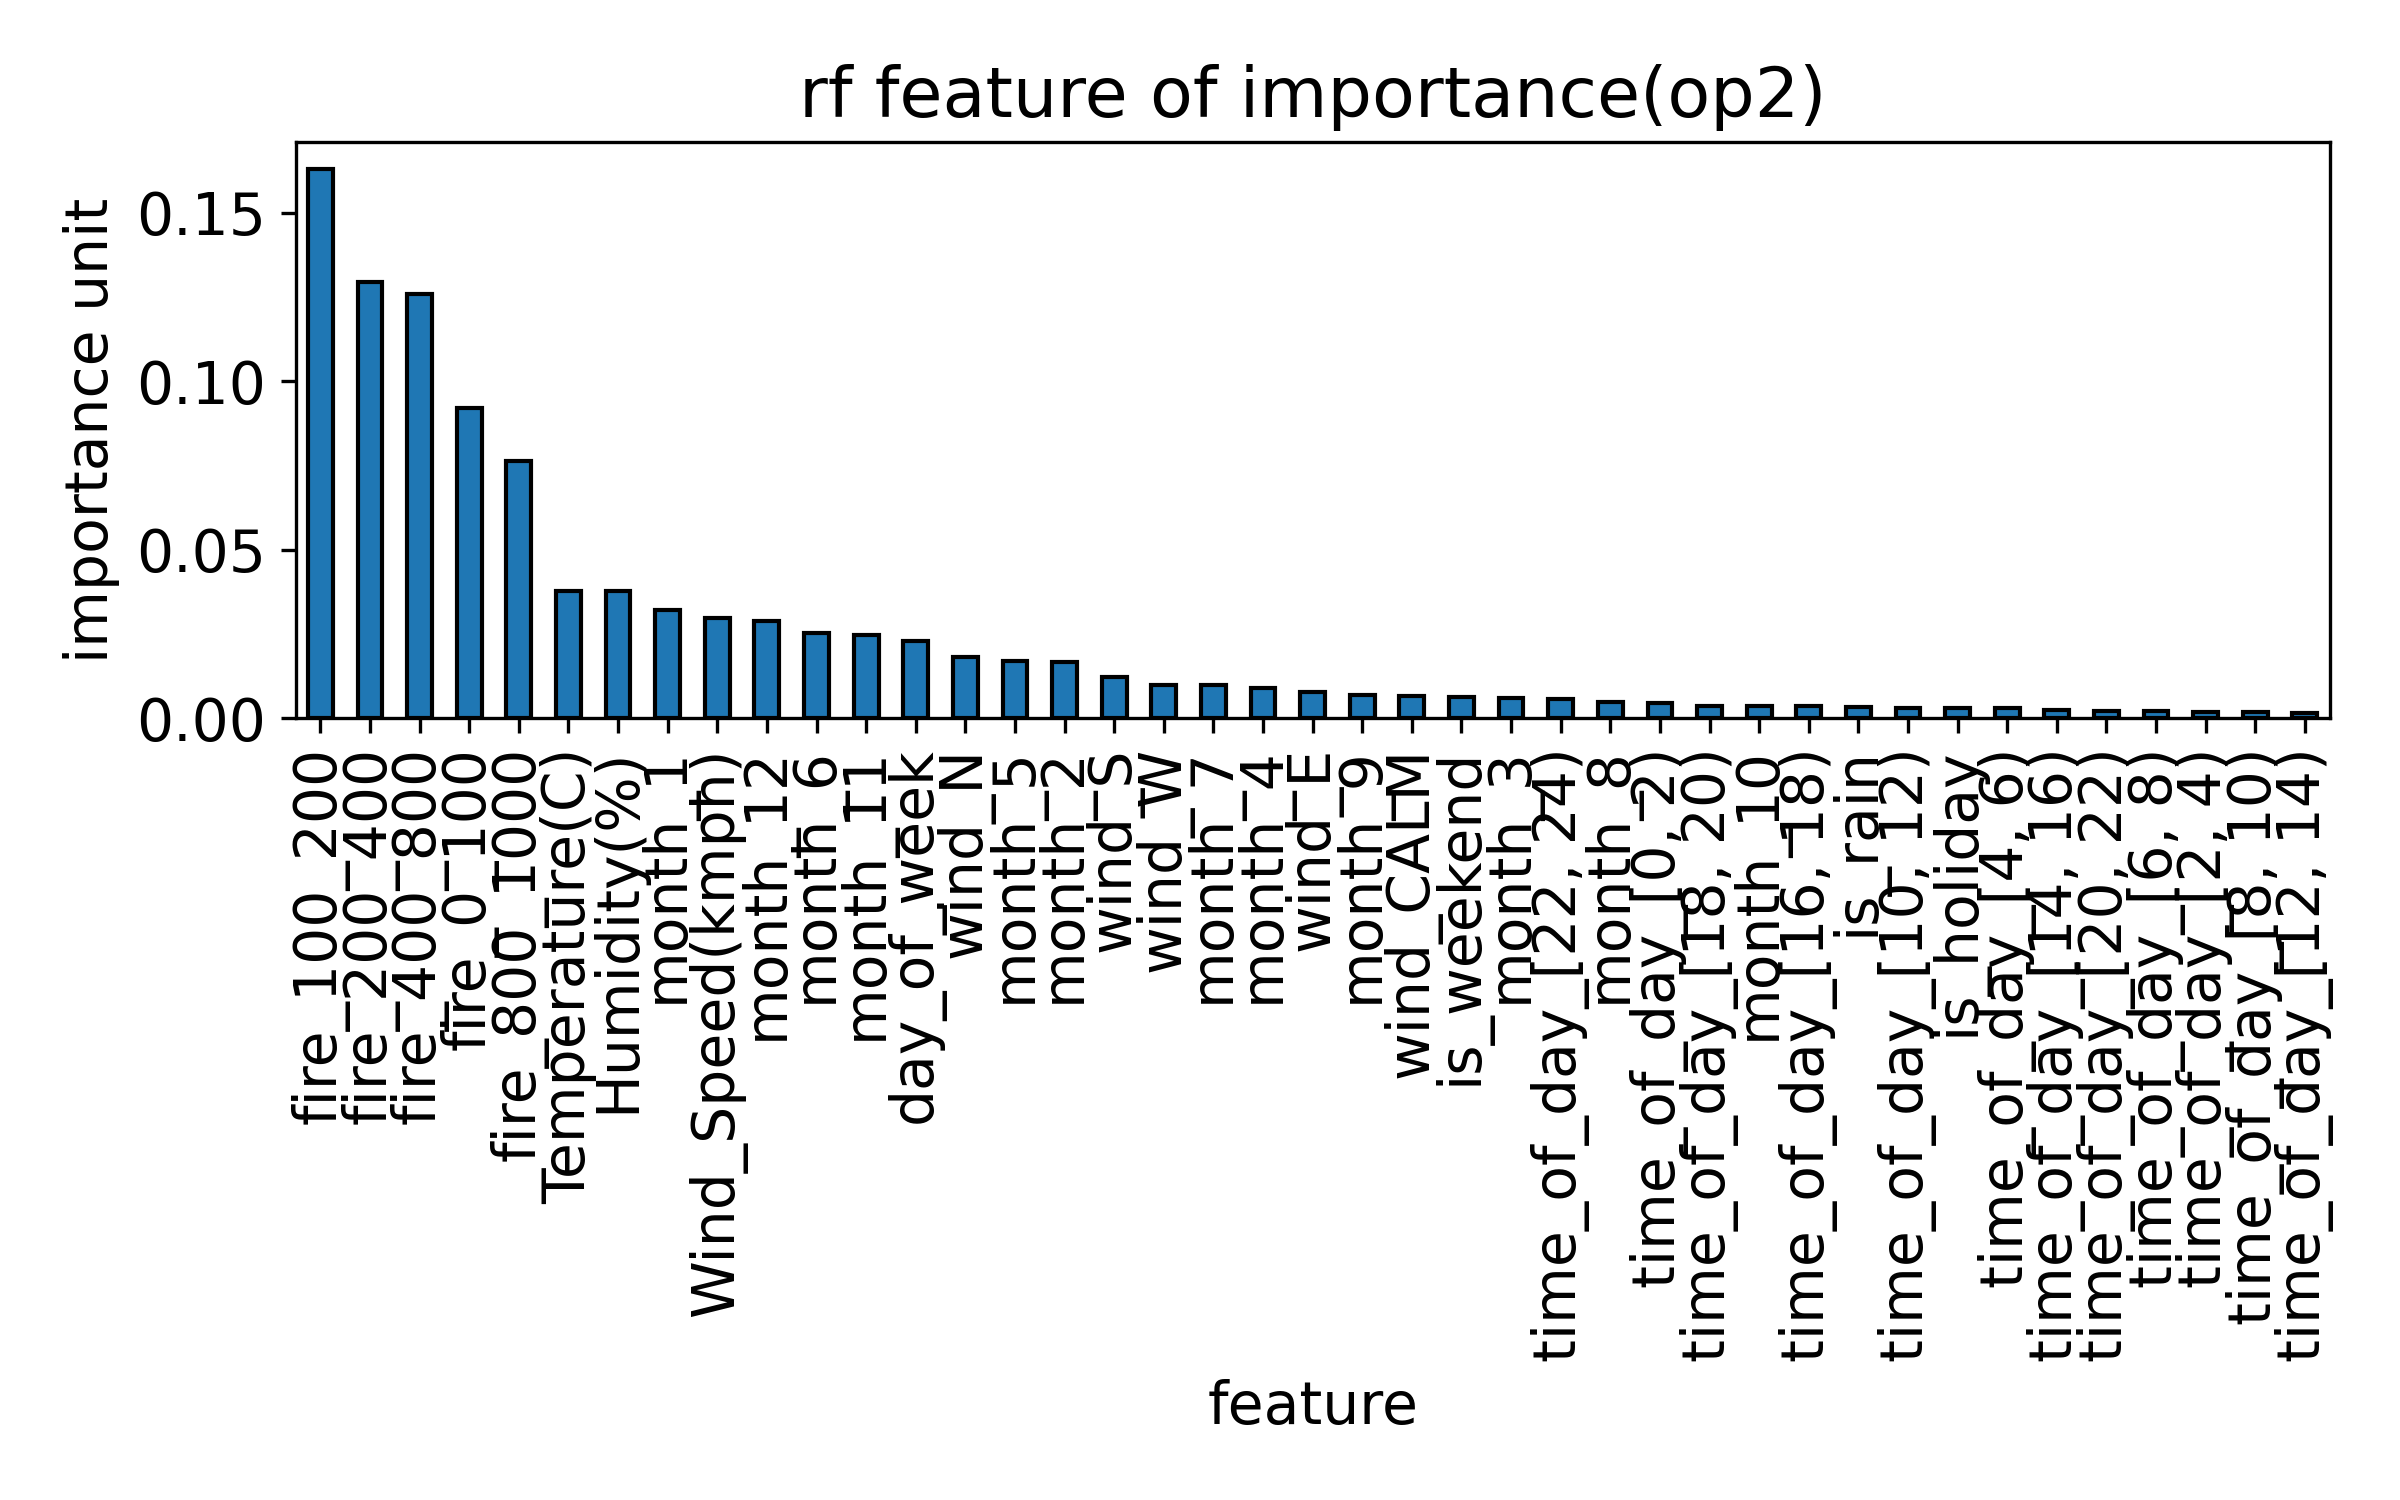 rf feature of importance(op2)
importance unit
0.15
0.10
0.05
0.00
fire_100_200
fire_200_400
fire_400_800
fire_0_100
fire_800_1000
Temperature(C)
Humidity(%)
month_1
Wind_Speed(kmph)
month_12
month_6
month_11
day_of_week
wind_N
month_5
month_2
wind_S
wind_W
month_7
month_4
wind_E
month_9
wind_CALM
is_weekend
month_3
time_of_day_[22, 24)
month_8
time_of_day_[0, 2)
time_of_day_[18, 20)
month_10
time_of_day_[16, 18)
is_rain
time_of_day_[10, 12)
is_holiday
time_of_day_[4, 6)
time_of_day_[14, 16)
time_of_day_[20, 22)
time_of_day_[6, 8)
time_of_day_[2, 4)
time_of_day_[8, 10)
time_of_day_[12, 14)
feature